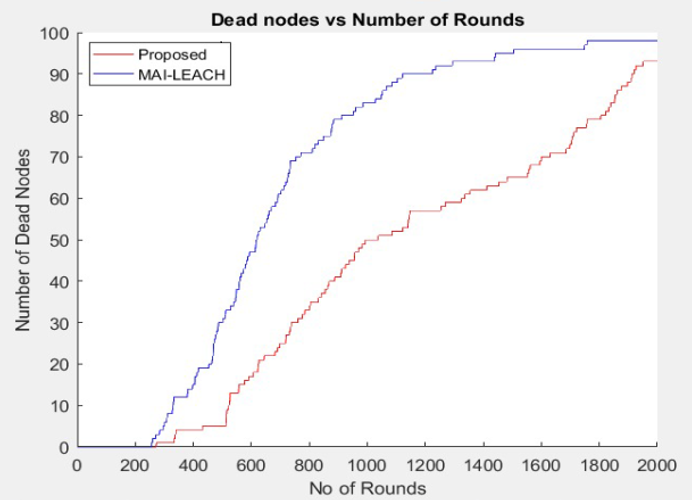 Dead nodes vs Number of Rounds
Proposed
MAI-LEACH
Number of Dead Nodes
100
90
80
70
60
50
40
30
20
10
0
0 200 400 600 800 1000 1200 1400 1600 1800 2000
No of Rounds